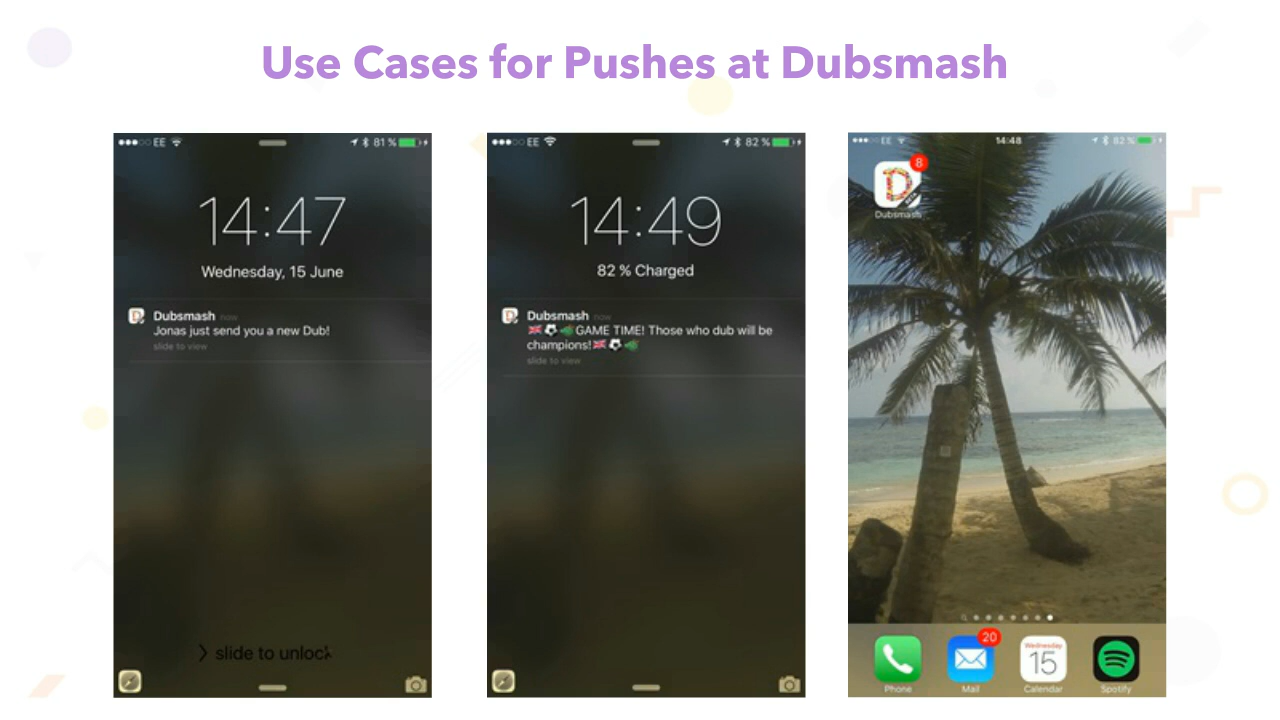 Use Cases for Pushes at Dubsmash
EE
81 %
14:47
Wednesday, 15 June
Dubsmash now
Jonas just send you a new Dub!
slide to view
slide to unlock
EE
82 %
14:49
82 % Charged
Dubsmash now
🇬🇧⚽🐲GAME TIME! Those who dub will be
champions!🇬🇧⚽🐲
slide to view
EE
14:48
82 %
8
D
BETA
Dubsmash
20
Wednesday
15
Phone
Mail
Calendar
Spotify